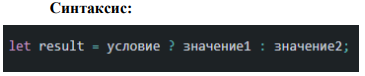 Синтаксис:
let result = условие ? значение1 : значение2;